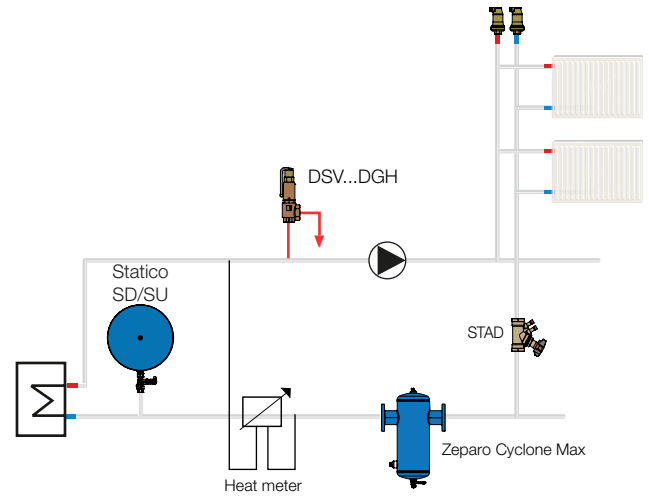 DSV...DGH
Statico
SD/SU
STAD
Zeparo Cyclone Max
Heat meter